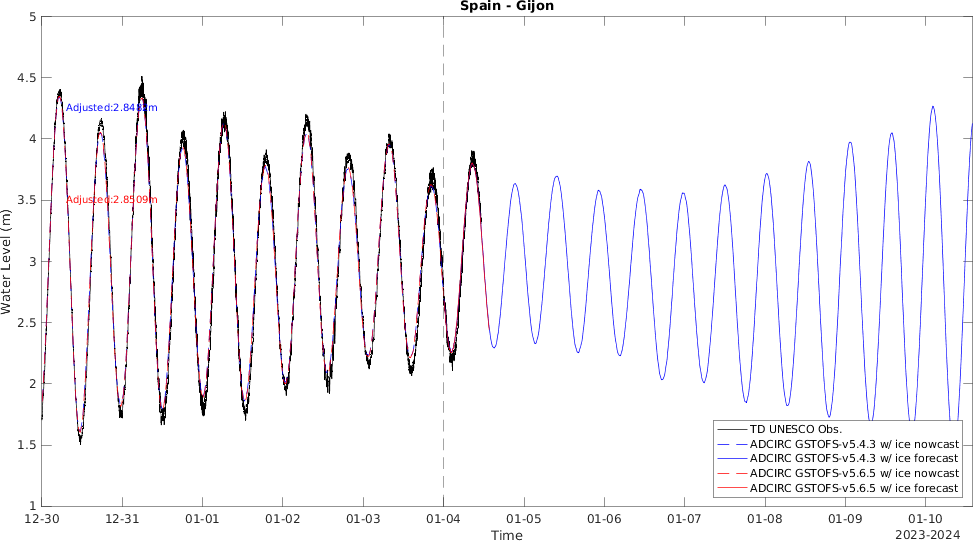 Spain - Gijon
5
4.5
4
3.5
3
2.5
2
1.5
1
Water Level (m)
Adjusted:2.848 m
Adjusted:2.8509m
TD UNESCO Obs.
ADCIRC GSTOFS-v5.4.3 w/ ice nowcast
ADCIRC GSTOFS-v5.4.3 w/ ice forecast
ADCIRC GSTOFS-v5.6.5 w/ ice nowcast
ADCIRC GSTOFS-v5.6.5 w/ ice forecast
12-30 12-31 01-01 01-02 01-03 01-04 01-05 01-06 01-07 01-08 01-09 01-10
Time
2023-2024